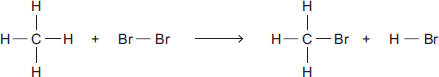 H H
H—C—H + Br—Br ⟶ H—C—Br + H—Br
H H